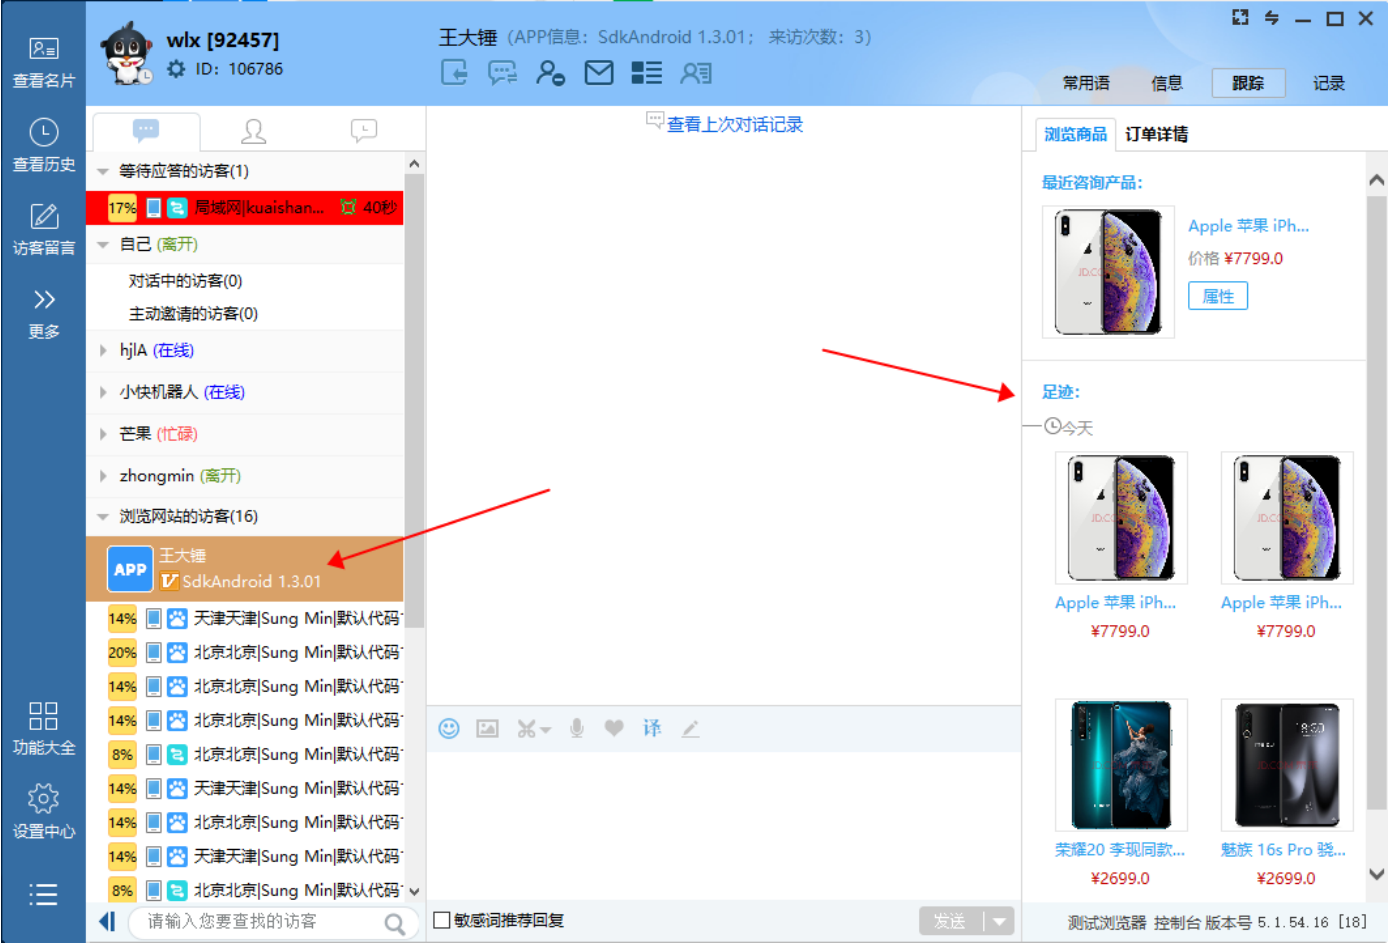 查看名片
查看历史
访客留言
更多
功能大全
设置中心
wlx [92457]
ID: 106786
王大锤 (APP信息: SdkAndroid 1.3.01; 来访次数: 3)
常用语
信息
跟踪
记录
等待应答的访客(1)
17% 局域网|kuaishan... 40秒
自己 (离开)
对话中的访客(0)
主动邀请的访客(0)
hjlA (在线)
小快机器人 (在线)
芒果 (忙碌)
zhongmin (离开)
浏览网站的访客(16)
APP
王大锤
SdkAndroid 1.3.01
14% 天津天津|Sung Min|默认代码
20% 北京北京|Sung Min|默认代码
14% 北京北京|Sung Min|默认代码
14% 北京北京|Sung Min|默认代码
8% 北京北京|Sung Min|默认代码
14% 天津天津|Sung Min|默认代码
14% 北京北京|Sung Min|默认代码
14% 天津天津|Sung Min|默认代码
8% 北京北京|Sung Min|默认代码
请输入您要查找的访客
查看上次对话记录
译
敏感词推荐回复
发送
浏览商品
订单详情
最近咨询产品:
Apple 苹果 iPh...
价格 ¥7799.0
属性
足迹:
今天
Apple 苹果 iPh...
¥7799.0
Apple 苹果 iPh...
¥7799.0
荣耀20 李现同款...
¥2699.0
魅族 16s Pro 骁...
¥2699.0
测试浏览器 控制台 版本号 5.1.54.16 [18]